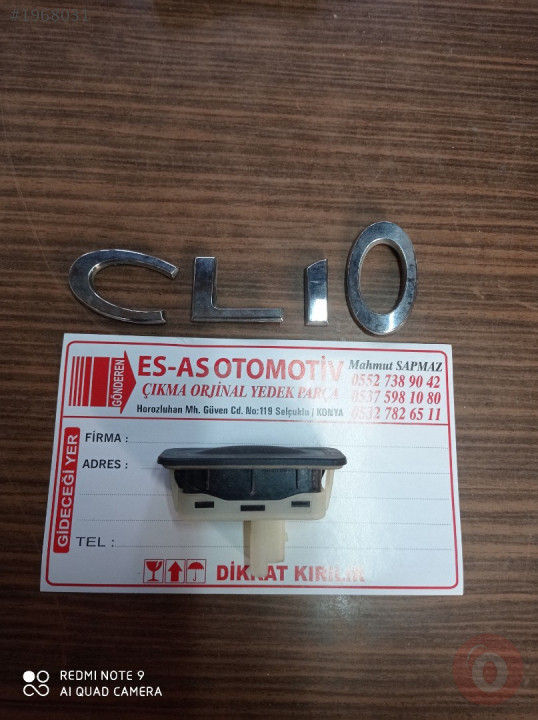 #1968051
CLIO
GÖNDEREN
ES-AS OTOMOTİV
ÇIKMA ORJİNAL YEDEK PARÇA
Horozluhan Mh. Güven Cd. No:119 Selçuklu / KONYA
Mahmut SAPMAZ
0552 738 90 42
0537 598 10 80
0532 782 65 11
GİDECEĞİ YER
FİRMA :
ADRES :
TEL :
DİKKAT KIRILIR
REDMI NOTE 9
AI QUAD CAMERA